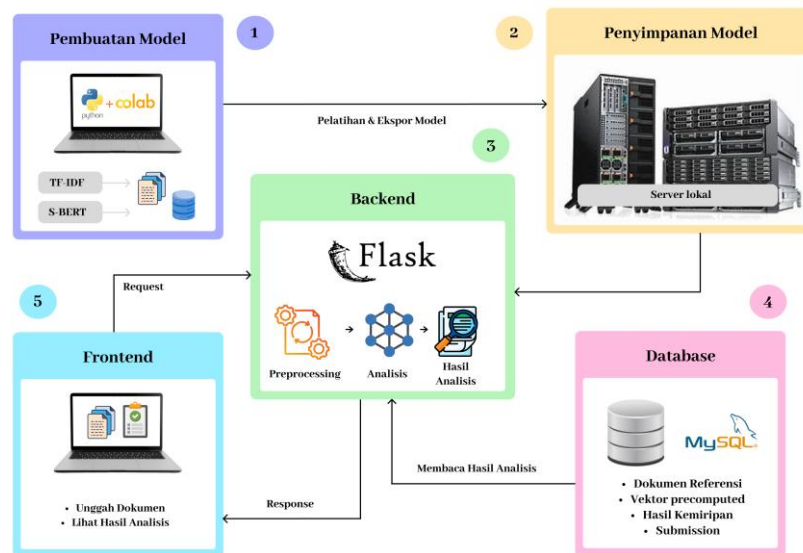 Pembuatan Model
1
python
+ colab
TF-IDF
S-BERT
Pelatihan & Ekspor Model
2
Penyimpanan Model
Server lokal
3
Backend
Flask
Preprocessing
Analisis
Hasil
Analisis
Request
5
Frontend
Unggah Dokumen
Lihat Hasil Analisis
Response
Membaca Hasil Analisis
4
Database
MySQL
Dokumen Referensi
Vektor precomputed
Hasil Kemiripan
Submission